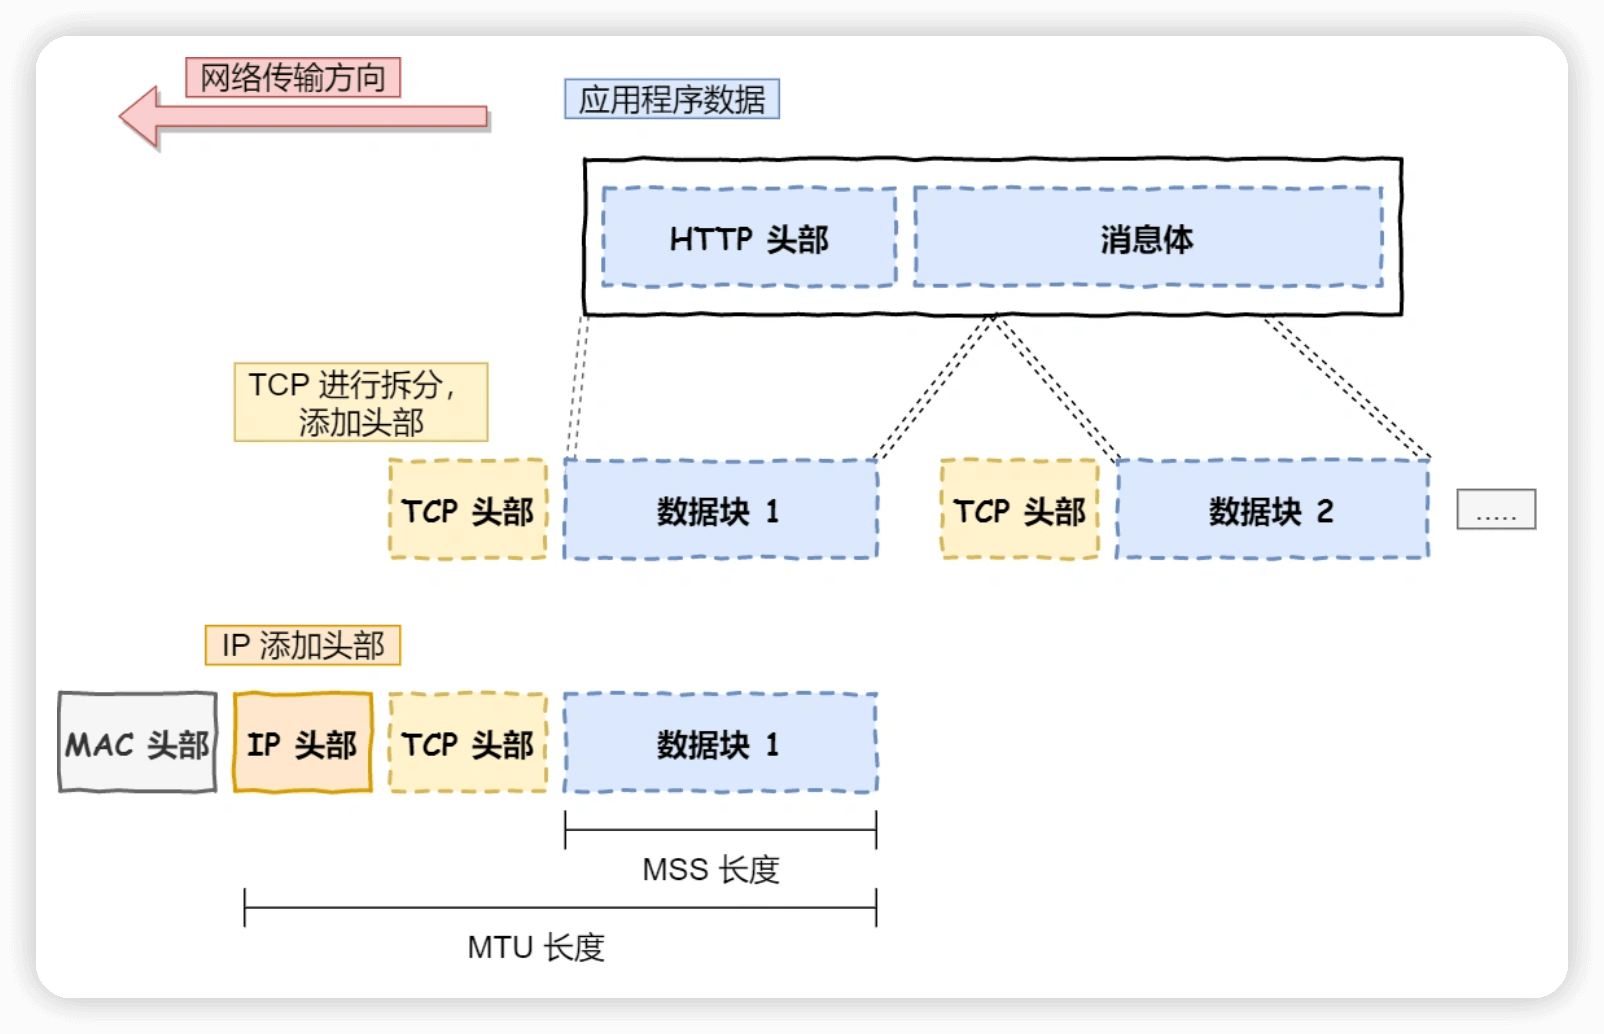 网络传输方向
应用程序数据
HTTP 头部
消息体
TCP 进行拆分，
添加头部
TCP 头部
数据块 1
TCP 头部
数据块 2
.....
IP 添加头部
MAC 头部
IP 头部
TCP 头部
数据块 1
MSS 长度
MTU 长度